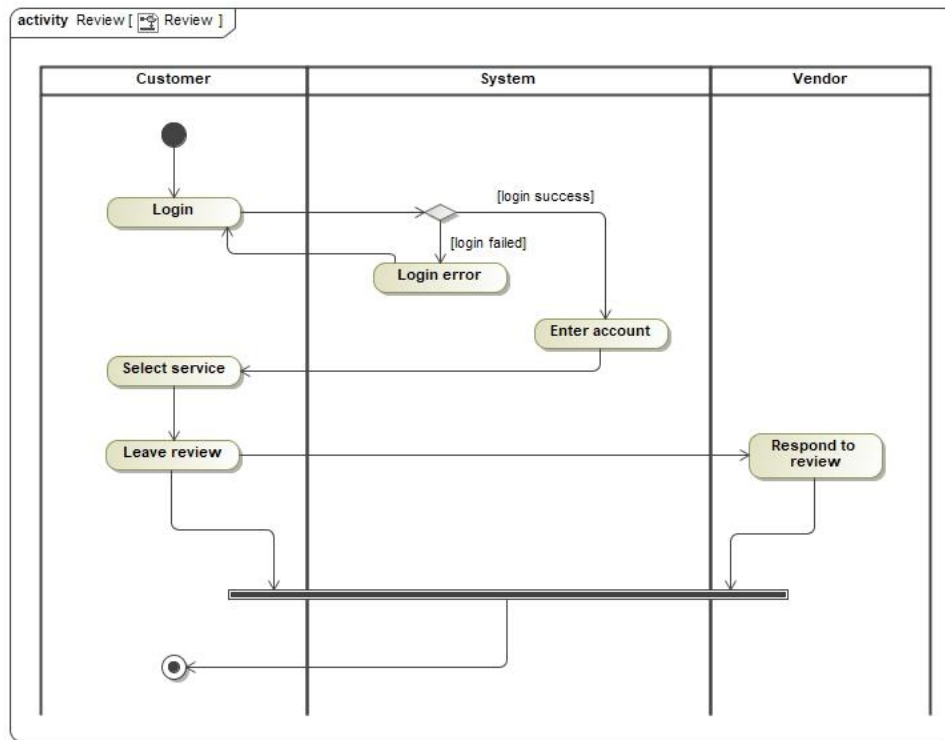 activity Review [ Review ]
Customer System Vendor
[login success]
Login
[login failed]
Login error
Enter account
Select service
Leave review
Respond to
review